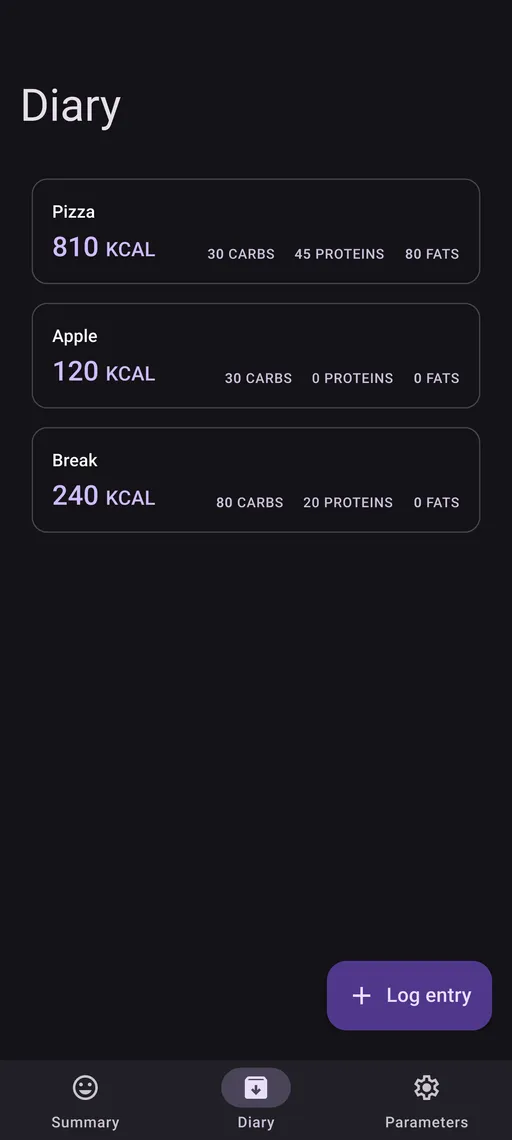 Diary
Pizza
810 KCAL 30 CARBS 45 PROTEINS 80 FATS
Apple
120 KCAL 30 CARBS 0 PROTEINS 0 FATS
Break
240 KCAL 80 CARBS 20 PROTEINS 0 FATS
Log entry
Summary Diary Parameters